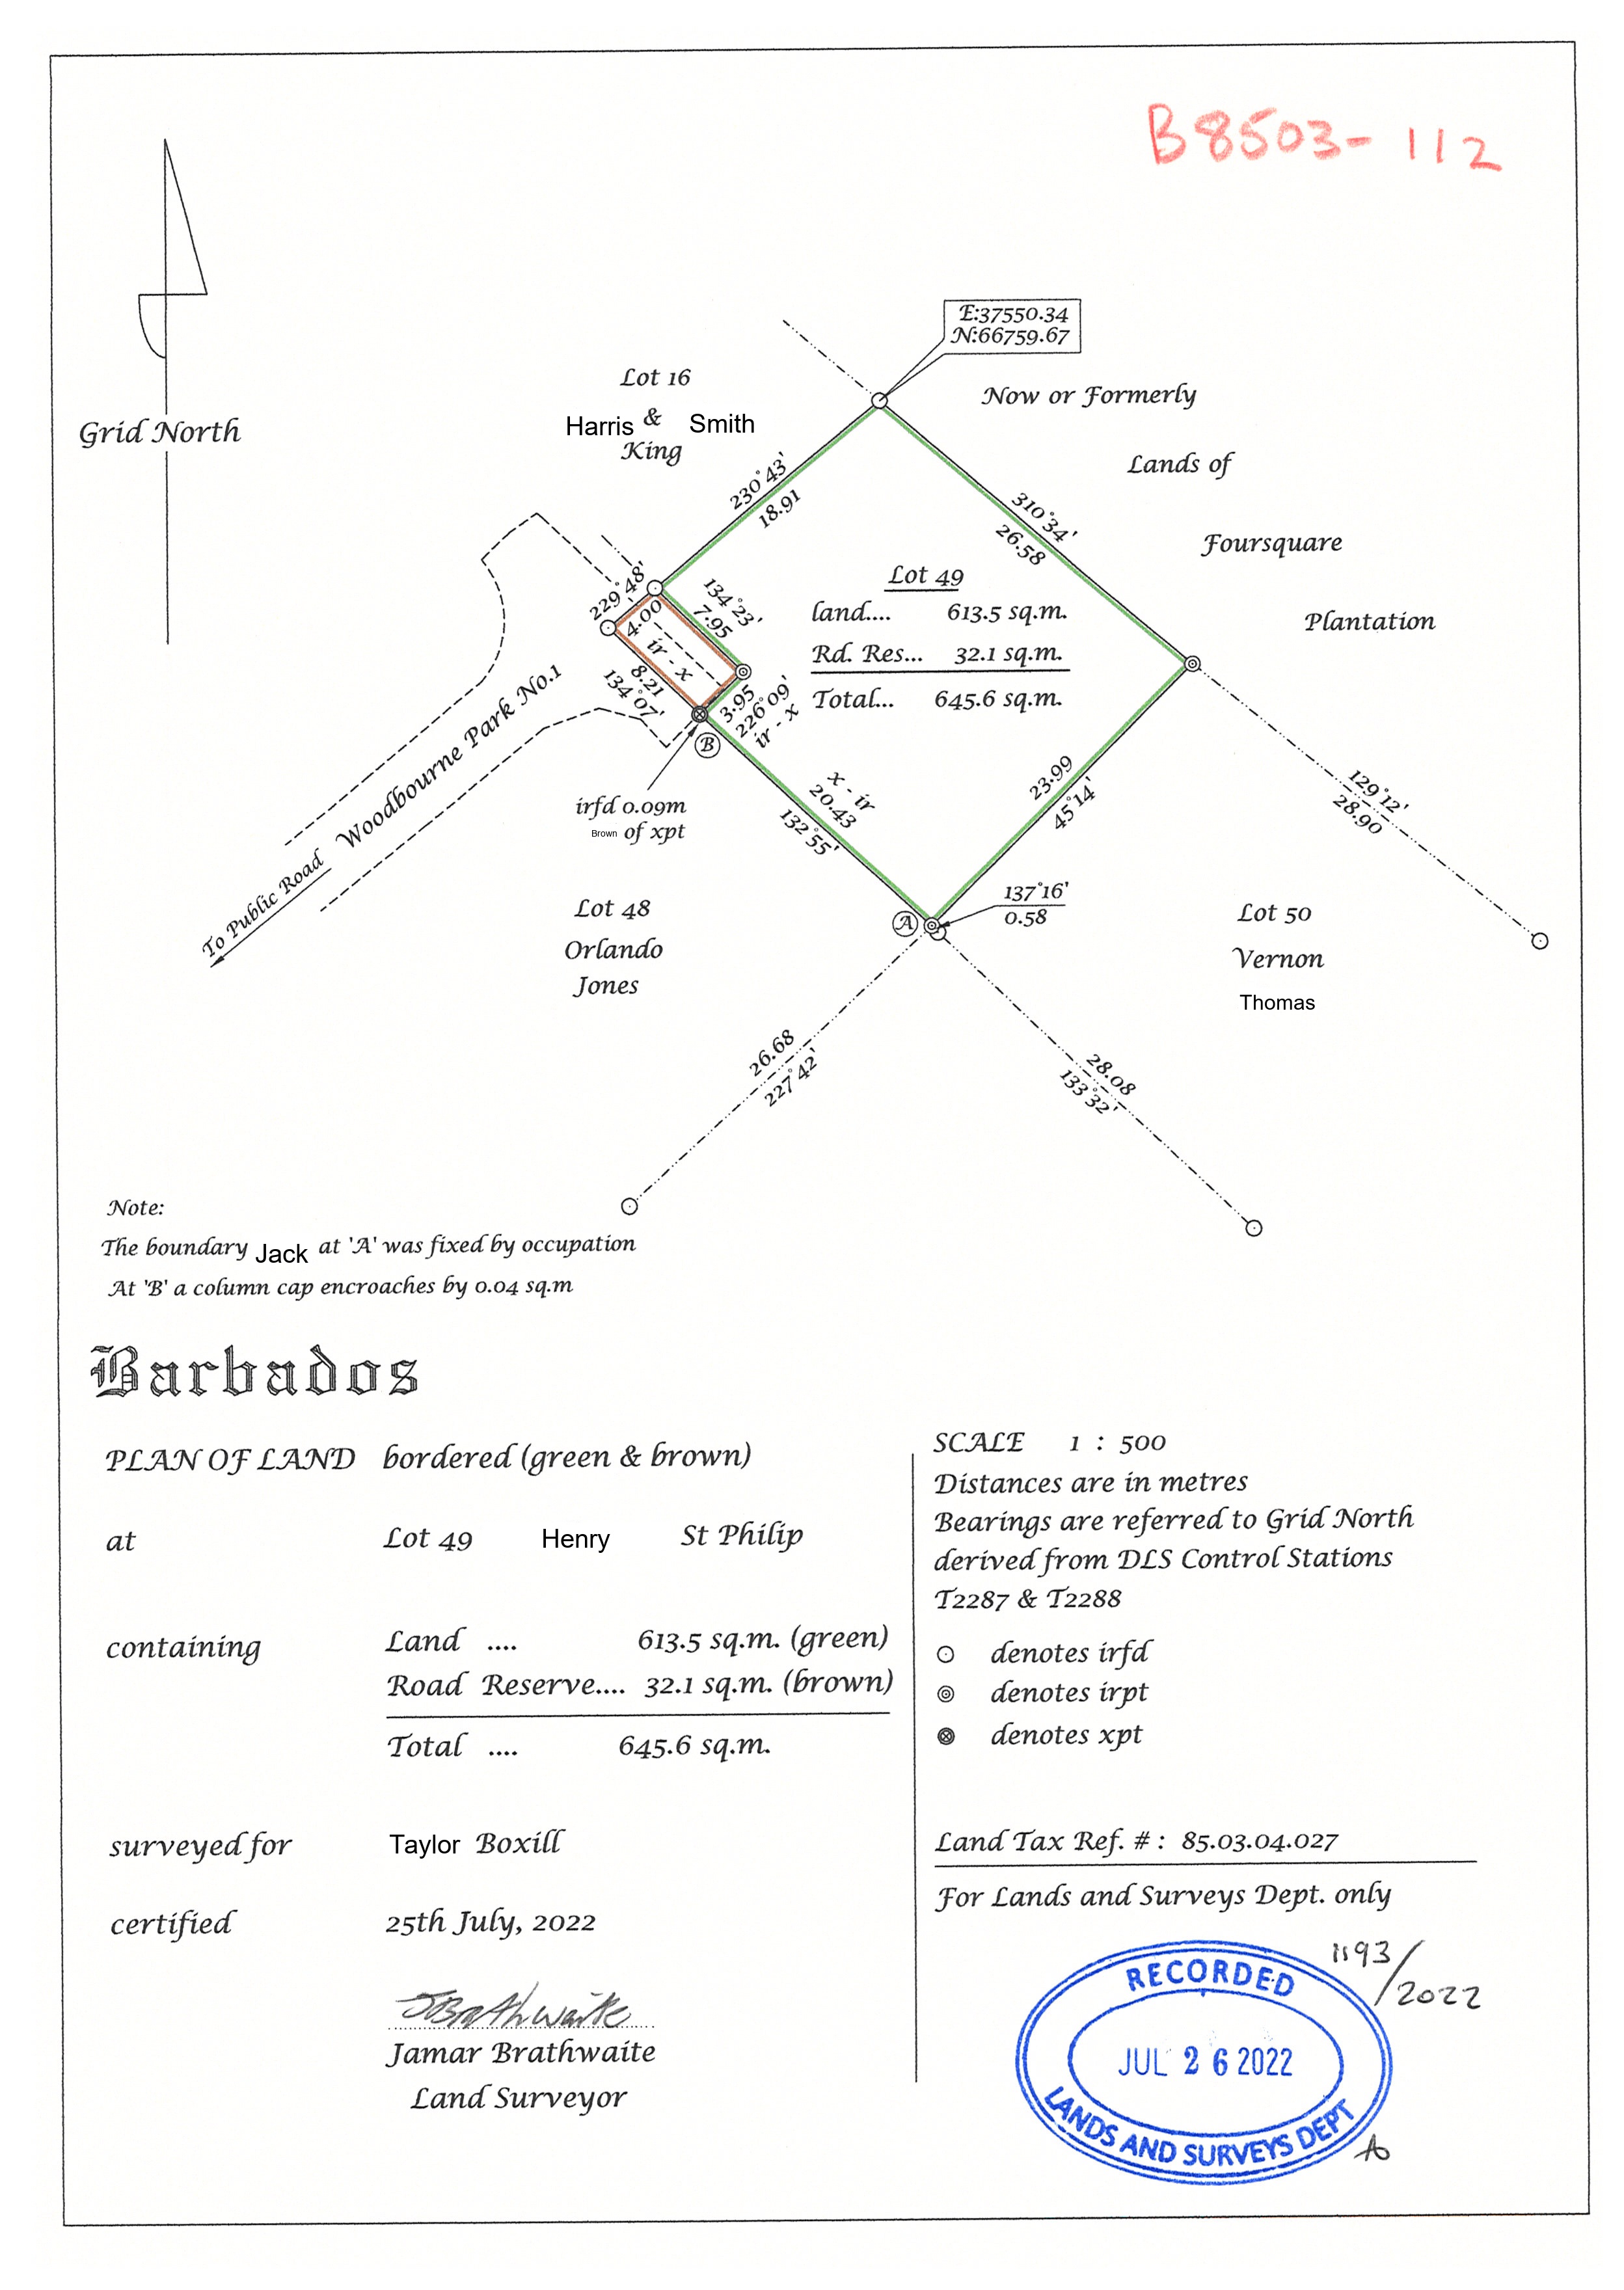 B8503-112
E:37550.34
N:66759.67
Lot 16
Harris & Smith
King
Now or Formerly
Lands of
Foursquare
Plantation
Grid North
230°43'
18.91
310°34'
26.58
229°48'
4.00
ir - x
8.21
134°07'
134°23'
7.95
3.95
226°09'
ir - x
Lot 49
land.... 613.5 sq.m.
Rd. Res... 32.1 sq.m.
Total... 645.6 sq.m.
B
Woodbourne Park No.1
To Public Road
irfd 0.09m
Brown of xpt
x - ir
20.43
132°55'
23.99
45°14'
129°12'
28.90
137°16'
0.58
A
Lot 48
Orlando
Jones
Lot 50
Vernon
Thomas
26.68
227°42'
28.08
133°32'
Note:
The boundary Jack at 'A' was fixed by occupation
At 'B' a column cap encroaches by 0.04 sq.m
Barbados
PLAN OF LAND bordered (green & brown)
at Lot 49 Henry St Philip
containing Land .... 613.5 sq.m. (green)
Road Reserve.... 32.1 sq.m. (brown)
Total .... 645.6 sq.m.
surveyed for Taylor Boxill
certified 25th July, 2022
JBrathwaite
Jamar Brathwaite
Land Surveyor
SCALE 1 : 500
Distances are in metres
Bearings are referred to Grid North
derived from DLS Control Stations
T2287 & T2288
denotes irfd
denotes irpt
denotes xpt
Land Tax Ref. # : 85.03.04.027
For Lands and Surveys Dept. only
1193/2022
RECORDED
JUL 26 2022
LANDS AND SURVEYS DEPT